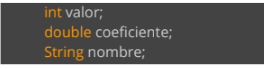 int valor;
double coeficiente;
String nombre;